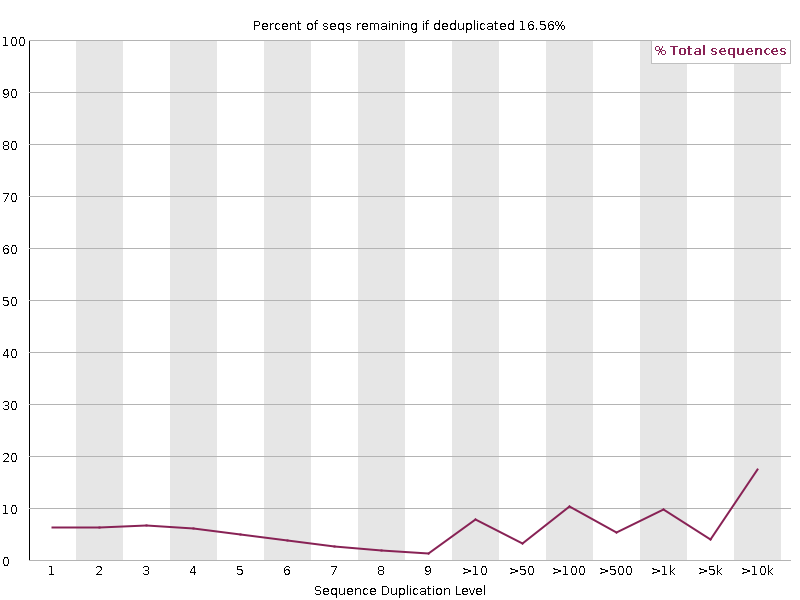 Percent of seqs remaining if deduplicated 16.56%
% Total sequences
100
90
80
70
60
50
40
30
20
10
0
1 2 3 4 5 6 7 8 9 >10 >50 >100 >500 >1k >5k >10k
Sequence Duplication Level